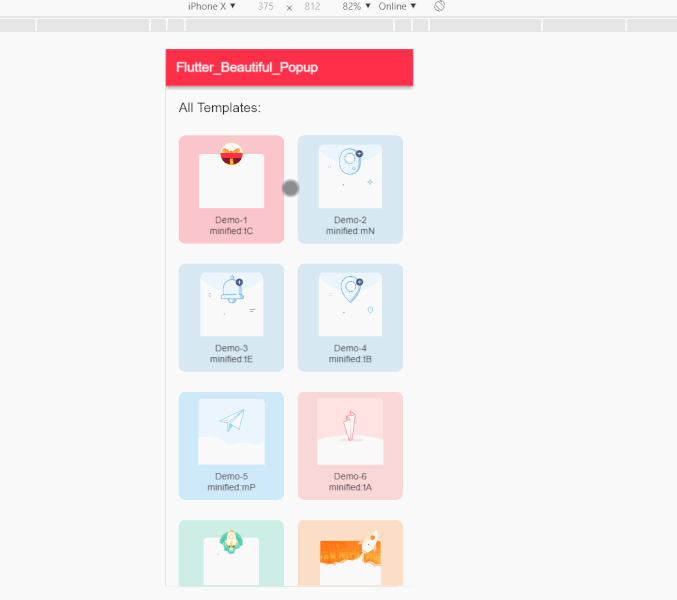 iPhone X ▼ 375 × 812 82% ▼ Online ▼
Flutter_Beautiful_Popup
All Templates:
Demo-1
minified:tC
Demo-2
minified:mN
Demo-3
minified:tE
Demo-4
minified:tB
Demo-5
minified:mP
Demo-6
minified:tA